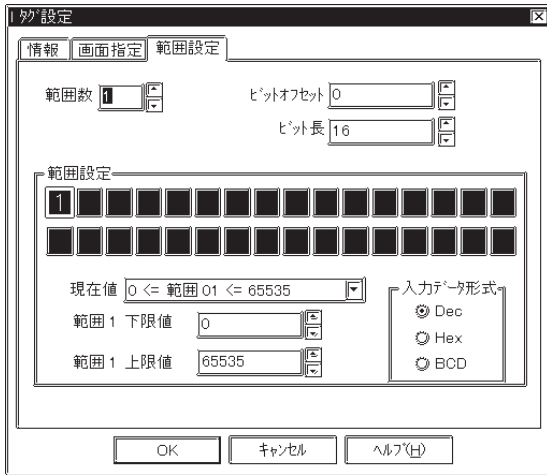 I ﾀｸﾞ設定
情報 画面指定 範囲設定
範囲数 1 ﾋﾞｯﾄｵﾌｾｯﾄ 0
ﾋﾞｯﾄ長 16
範囲設定
1
現在値 0 <= 範囲 01 <= 65535 入力ﾃﾞｰﾀ形式
範囲 1 下限値 0 Dec
Hex
範囲 1 上限値 65535 BCD
OK ｷｬﾝｾﾙ ﾍﾙﾌﾟ(H)